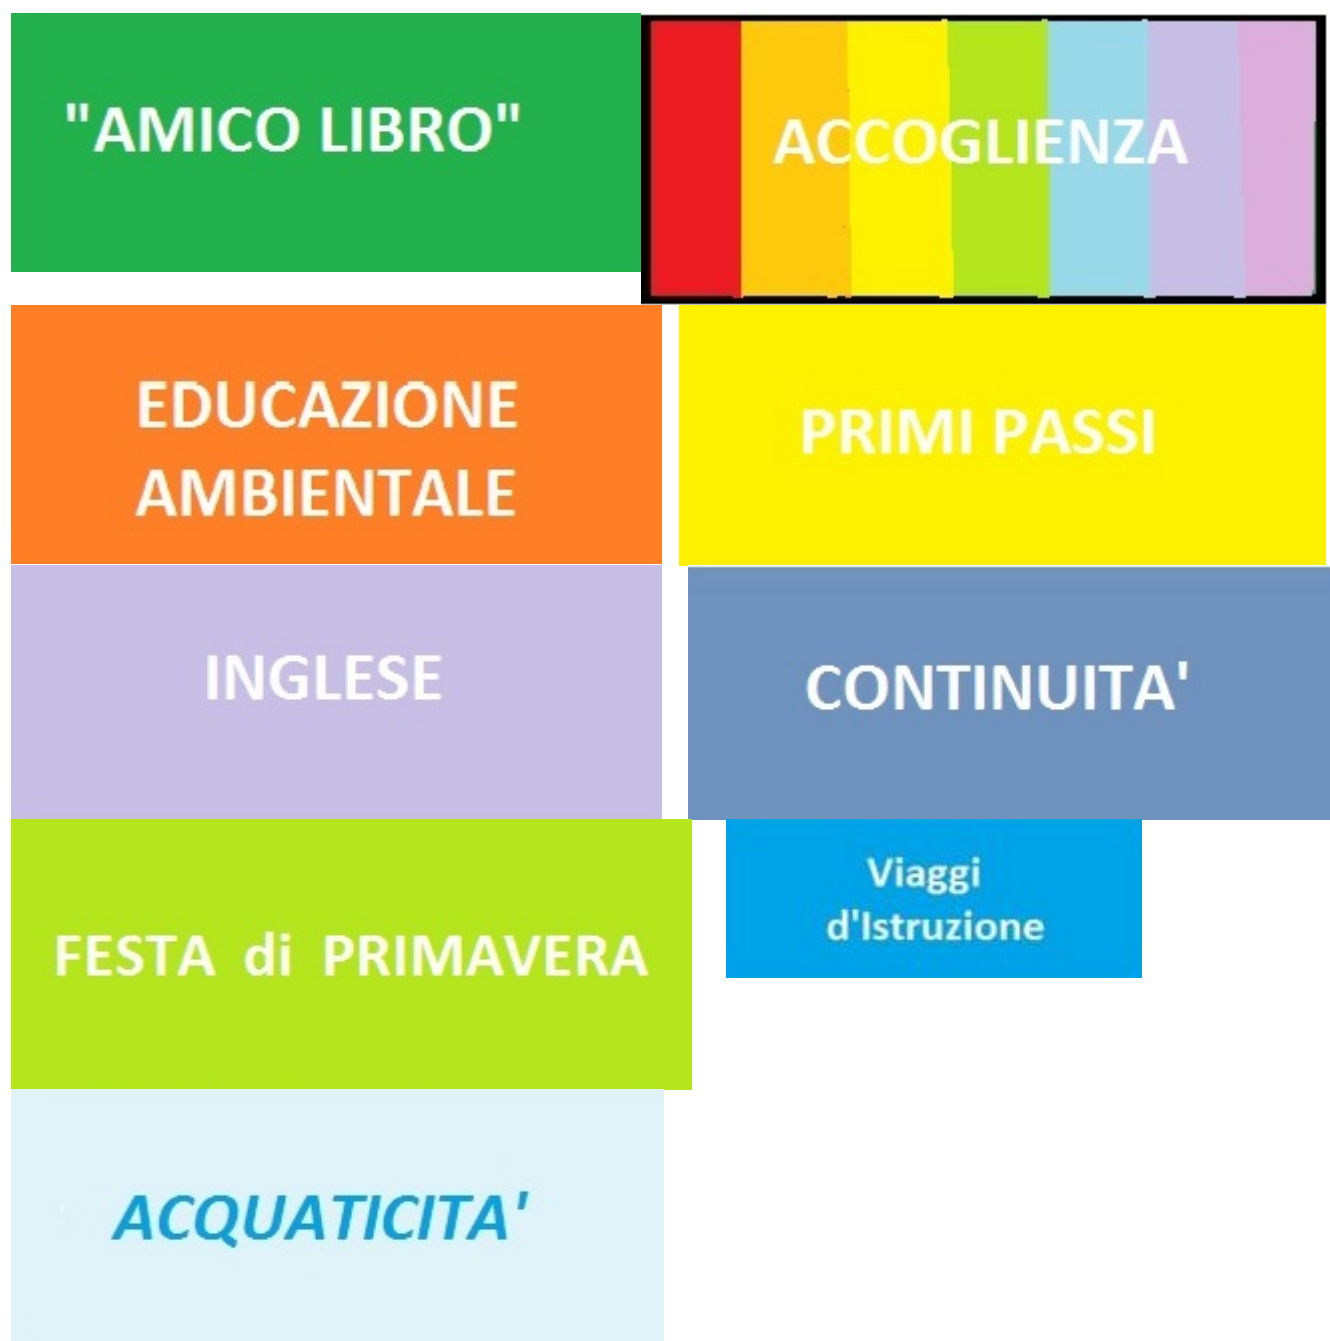 "AMICO LIBRO"
ACCOGLIENZA
EDUCAZIONE
AMBIENTALE
PRIMI PASSI
INGLESE
CONTINUITA'
FESTA di PRIMAVERA
Viaggi
d'Istruzione
ACQUATICITA'